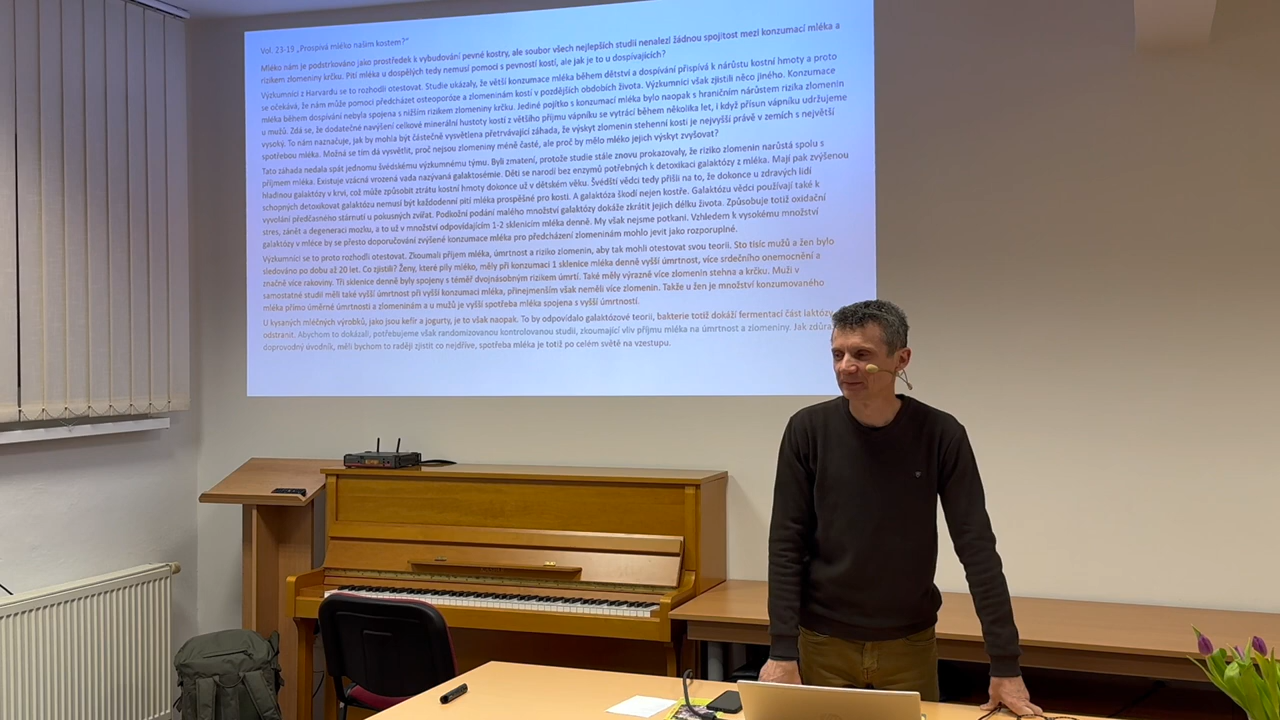 Vol. 23-19 „Prospívá mléko našim kostem?“
Mléko nám je podstrkováno jako prostředek k vybudování pevné kostry, ale soubor všech nejlepších studií nenalezl žádnou spojitost mezi konzumací mléka a
rizikem zlomeniny krčku. Pití mléka u dospělých tedy nemusí pomoci s pevností kostí, ale jak je to u dospívajících?
Výzkumníci z Harvardu se to rozhodli otestovat. Studie ukázaly, že větší konzumace mléka během dětství a dospívání přispívá k nárůstu kostní hmoty a proto
se očekává, že nám může pomoci předcházet osteoporóze a zlomeninám kostí v pozdějších obdobích života. Výzkumníci však zjistili něco jiného. Konzumace
mléka během dospívání nebyla spojena s nižším rizikem zlomeniny krčku. Jediné pojítko s konzumací mléka bylo naopak s hraničním nárůstem rizika zlomenin
u mužů. Zdá se, že dodatečné navýšení celkové minerální hustoty kostí z většího příjmu vápníku se vytrácí během několika let, i když přísun vápníku udržujeme
vysoký. To nám naznačuje, jak by mohla být částečně vysvětlena přetrvávající záhada, že výskyt zlomenin stehenní kosti je nejvyšší právě v zemích s největší
spotřebou mléka. Možná se tím dá vysvětlit, proč nejsou zlomeniny méně časté, ale proč by mělo mléko jejich výskyt zvyšovat?
Tato záhada nedala spát jednomu švédskému výzkumnému týmu. Byli zmatení, protože studie stále znovu prokazovaly, že riziko zlomenin narůstá spolu s
příjmem mléka. Existuje vzácná vrozená vada nazývaná galaktosémie. Děti se narodí bez enzymů potřebných k detoxikaci galaktózy z mléka. Mají pak zvýšenou
hladinou galaktózy v krvi, což může způsobit ztrátu kostní hmoty dokonce už v dětském věku. Švédští vědci tedy přišli na to, že dokonce u zdravých lidí
schopných detoxikovat galaktózu nemusí být každodenní pití mléka prospěšné pro kosti. A galaktóza škodí nejen kostře. Galaktózu vědci používají také k
vyvolání předčasného stárnutí u pokusných zvířat. Podkožní podání malého množství galaktózy dokáže zkrátit jejich délku života. Způsobuje totiž oxidační
stres, zánět a degeneraci mozku, a to už v množství odpovídajícím 1-2 sklenicím mléka denně. My však nejsme potkani. Vzhledem k vysokému množství
galaktózy v mléce by se přesto doporučování zvýšené konzumace mléka pro předcházení zlomeninám mohlo jevit jako rozporuplné.
Výzkumníci se to proto rozhodli otestovat. Zkoumali příjem mléka, úmrtnost a riziko zlomenin, aby tak mohli otestovat svou teorii. Sto tisíc mužů a žen bylo
sledováno po dobu až 20 let. Co zjistili? Ženy, které pily mléko, měly při konzumaci 1 sklenice mléka denně vyšší úmrtnost, více srdečního onemocnění a
značně více rakoviny. Tři sklenice denně byly spojeny s téměř dvojnásobným rizikem úmrtí. Také měly výrazně více zlomenin stehna a krčku. Muži v
samostatné studii měli také vyšší úmrtnost při vyšší konzumaci mléka, přinejmenším však neměli více zlomenin. Takže u žen je množství konzumovaného
mléka přímo úměrné úmrtnosti a zlomeninám a u mužů je vyšší spotřeba mléka spojena s vyšší úmrtností.
U kysaných mléčných výrobků, jako jsou kefír a jogurty, je to však naopak. To by odpovídalo galaktózové teorii, bakterie totiž dokáží fermentací část laktózy
odstranit. Abychom to dokázali, potřebujeme však randomizovanou kontrolovanou studii, zkoumající vliv příjmu mléka na úmrtnost a zlomeniny. Jak
doprovodný úvodník, měli bychom to raději zjistit co nejdříve, spotřeba mléka je totiž po celém světě na vzestupu.